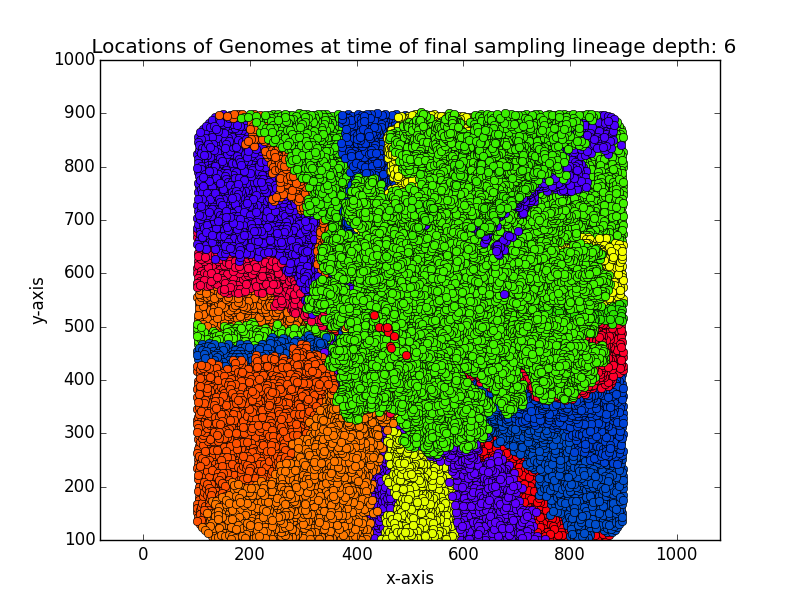 Locations of Genomes at time of final sampling lineage depth: 6
1000
900
800
700
600
500
400
300
200
100
y-axis
0 200 400 600 800 1000
x-axis